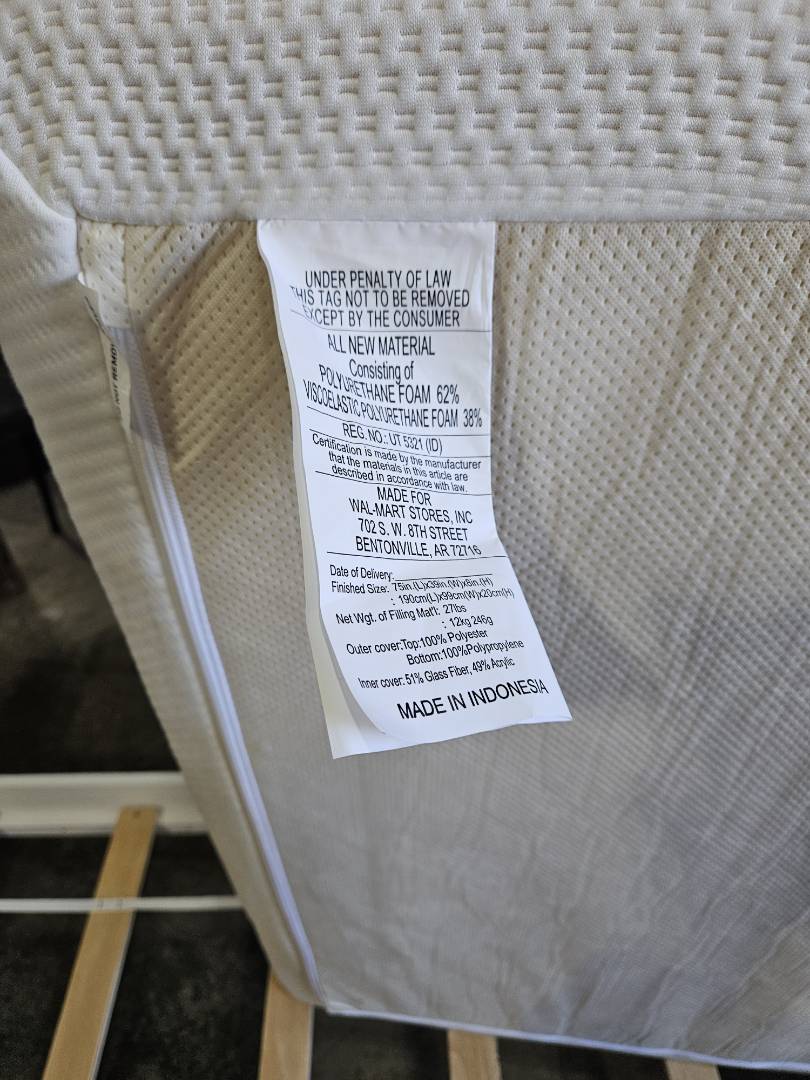 UNDER PENALTY OF LAW
THIS TAG NOT TO BE REMOVED
EXCEPT BY THE CONSUMER
ALL NEW MATERIAL
Consisting of
POLYURETHANE FOAM 62%
VISCOELASTIC POLYURETHANE FOAM 38%
REG. NO.: UT 5321 (ID)
Certification is made by the manufacturer
that the materials in this article are
described in accordance with law.
MADE FOR
WAL-MART STORES, INC
702 S. W. 8TH STREET
BENTONVILLE, AR 72716
Date of Delivery:
Finished Size: 75in.(L)x39in.(W)x8in.(H)
: 190cm(L)x99cm(W)x20cm(H)
Net Wgt. of Filling Mat'l: 27lbs
: 12kg 246g
Outer cover:Top:100% Polyester
Bottom:100%Polypropylene
Inner cover: 51% Glass Fiber, 49% Acrylic
MADE IN INDONESIA